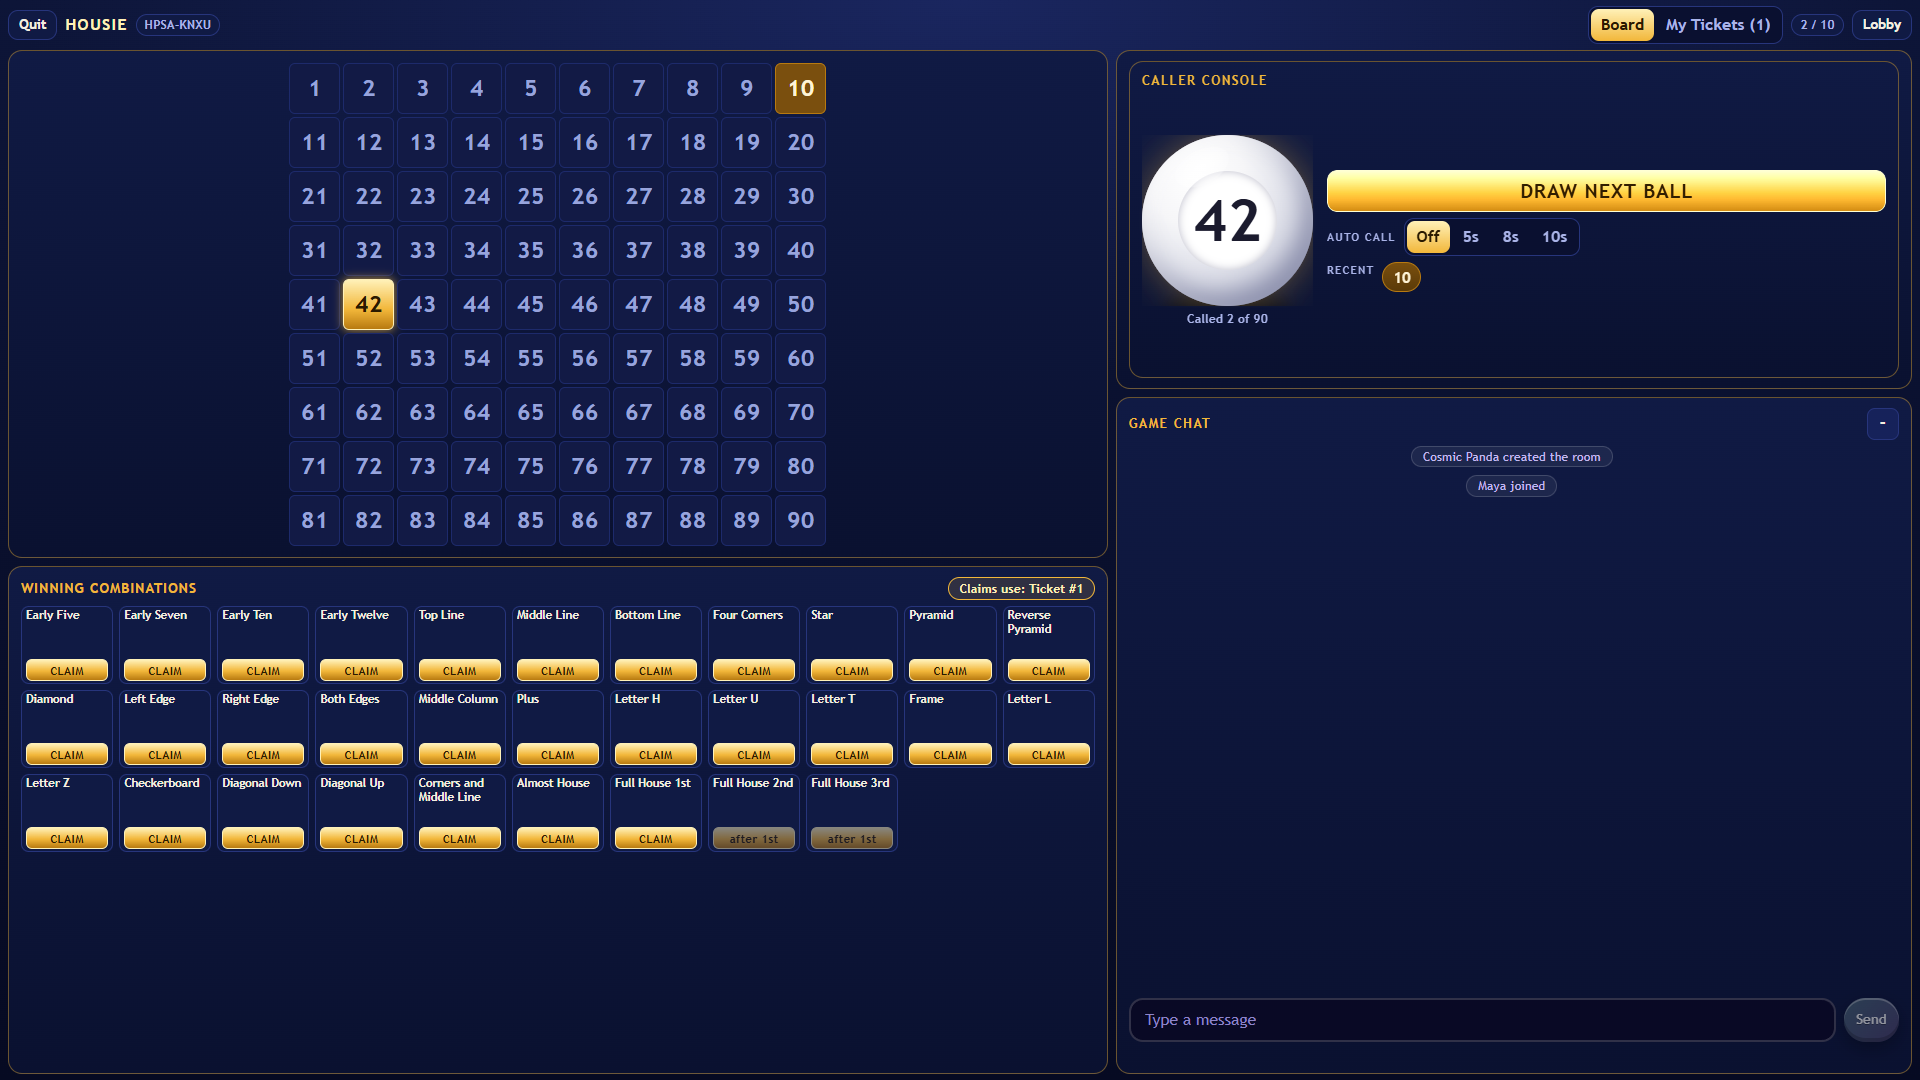 Quit HOUSIE HPSA-KNXU Board My Tickets (1) 2 / 10 Lobby
1 2 3 4 5 6 7 8 9 10
11 12 13 14 15 16 17 18 19 20
21 22 23 24 25 26 27 28 29 30
31 32 33 34 35 36 37 38 39 40
41 42 43 44 45 46 47 48 49 50
51 52 53 54 55 56 57 58 59 60
61 62 63 64 65 66 67 68 69 70
71 72 73 74 75 76 77 78 79 80
81 82 83 84 85 86 87 88 89 90
CALLER CONSOLE
42
Called 2 of 90
DRAW NEXT BALL
AUTO CALL Off 5s 8s 10s
RECENT 10
WINNING COMBINATIONS Claims use: Ticket #1
Early Five Early Seven Early Ten Early Twelve Top Line Middle Line Bottom Line Four Corners Star Pyramid Reverse
Pyramid
CLAIM CLAIM CLAIM CLAIM CLAIM CLAIM CLAIM CLAIM CLAIM CLAIM CLAIM
Diamond Left Edge Right Edge Both Edges Middle Column Plus Letter H Letter U Letter T Frame Letter L
CLAIM CLAIM CLAIM CLAIM CLAIM CLAIM CLAIM CLAIM CLAIM CLAIM CLAIM
Letter Z Checkerboard Diagonal Down Diagonal Up Corners and Almost House Full House 1st Full House 2nd Full House 3rd
Middle Line
CLAIM CLAIM CLAIM CLAIM CLAIM CLAIM CLAIM after 1st after 1st
GAME CHAT -
Cosmic Panda created the room
Maya joined
Type a message Send